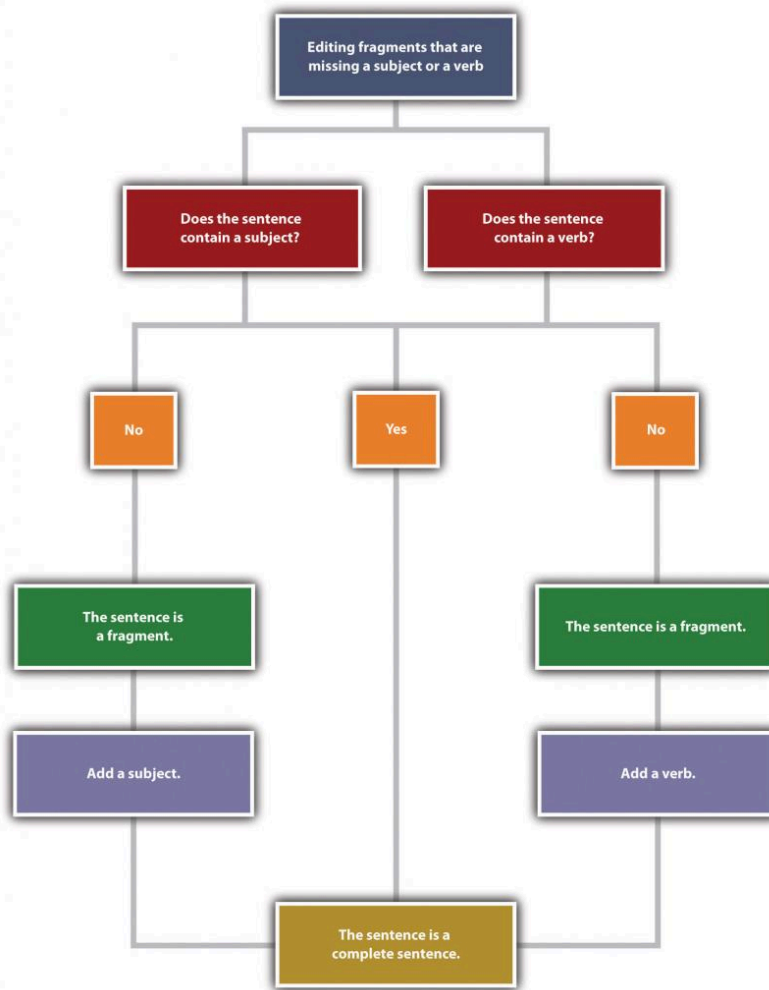 Editing fragments that are
missing a subject or a verb
Does the sentence
contain a subject?
Does the sentence
contain a verb?
No
Yes
No
The sentence is
a fragment.
The sentence is a fragment.
Add a subject.
Add a verb.
The sentence is a
complete sentence.